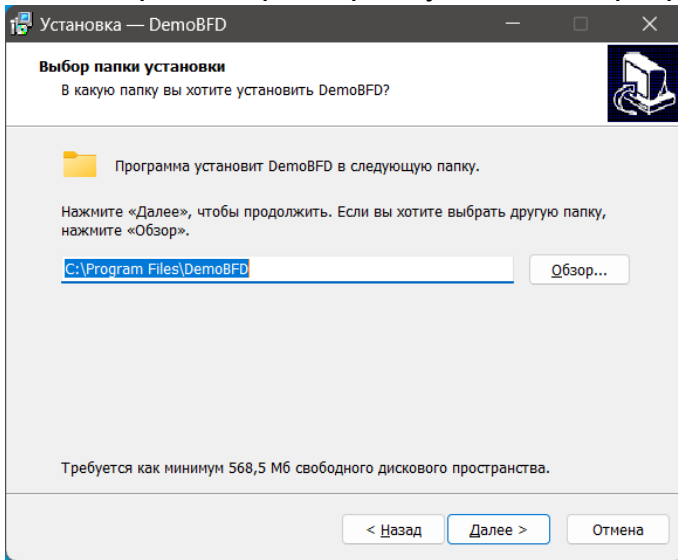 Установка — DemoBFD
Выбор папки установки
В какую папку вы хотите установить DemoBFD?
Программа установит DemoBFD в следующую папку.
Нажмите «Далее», чтобы продолжить. Если вы хотите выбрать другую папку,
нажмите «Обзор».
C:\Program Files\DemoBFD
Обзор...
Требуется как минимум 568,5 Мб свободного дискового пространства.
< Назад
Далее >
Отмена